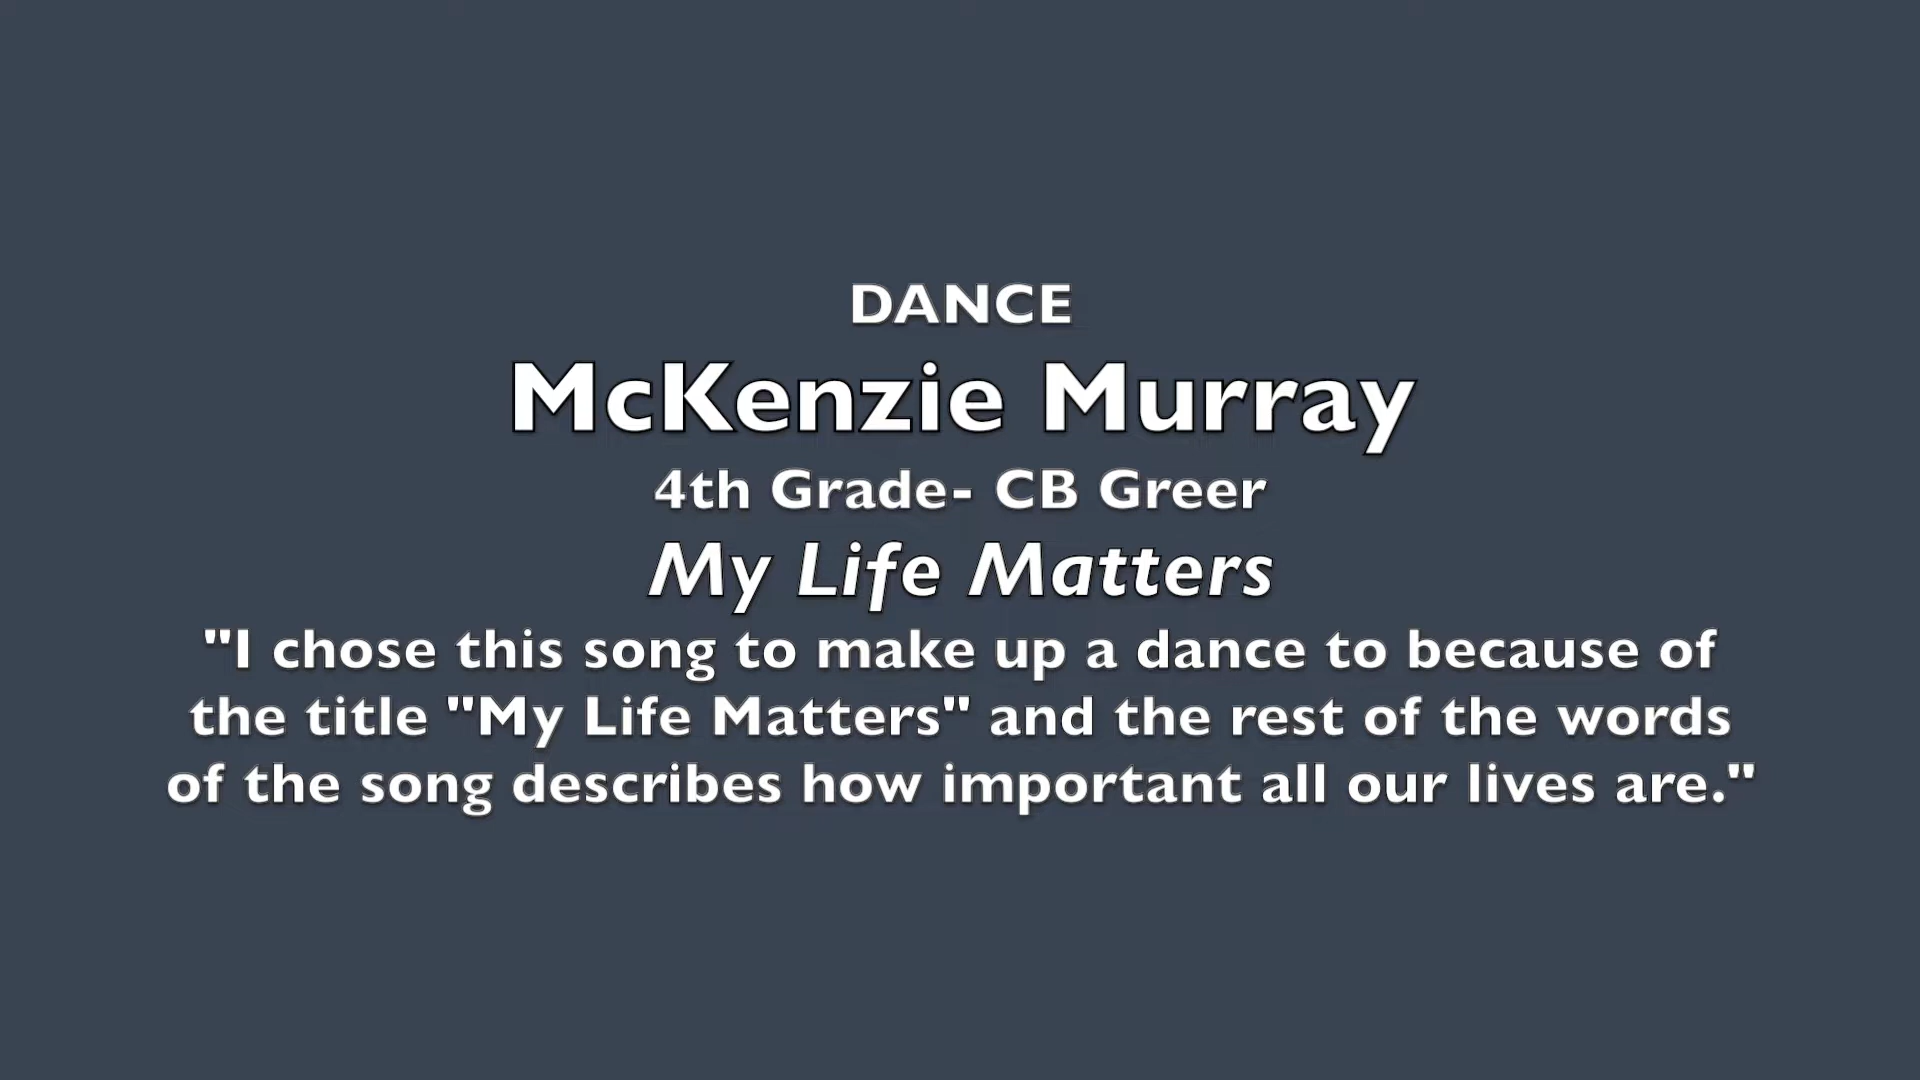 DANCE
McKenzie Murray
4th Grade- CB Greer
My Life Matters
"I chose this song to make up a dance to because of
the title "My Life Matters" and the rest of the words
of the song describes how important all our lives are."